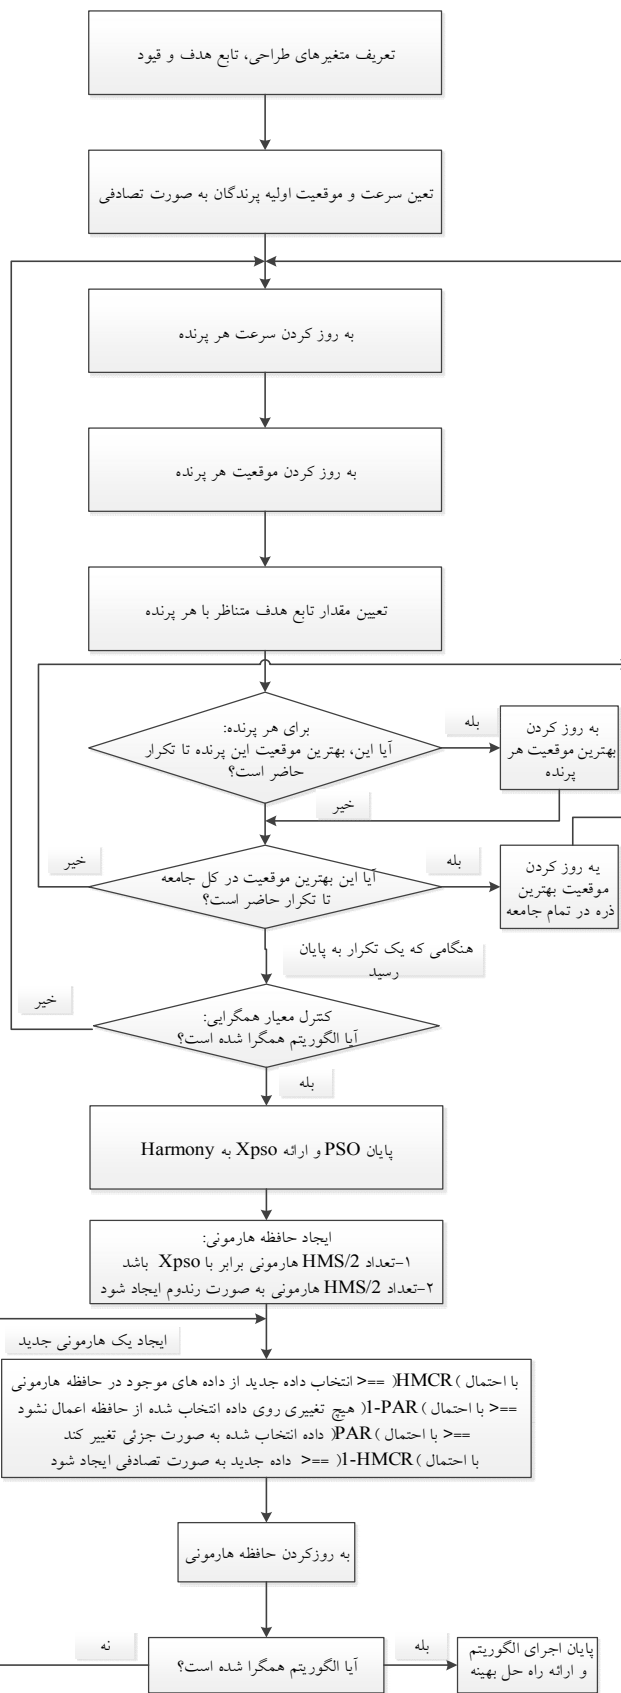 تعریف متغیرهای طراحی، تابع هدف و قیود
تعین سرعت و موقعیت اولیه پرندگان به صورت تصادفی
به روز کردن سرعت هر پرنده
به روز کردن موقعیت هر پرنده
تعیین مقدار تابع هدف متناظر با هر پرنده
برای هر پرنده:
آیا این، بهترین موقعیت این پرنده تا تکرار
حاضر است؟
بله
به روز کردن
بهترین موقعیت هر
پرنده
خیر
آیا این بهترین موقعیت در کل جامعه
تا تکرار حاضر است؟
خیر
بله
یه روز کردن
موقعیت بهترین
ذره در تمام جامعه
هنگامی که یک تکرار به پایان
رسید
کنترل معیار همگرایی:
آیا الگوریتم همگرا شده است؟
خیر
بله
پایان PSO و ارائه Xpso به Harmony
ایجاد حافظه هارمونی:
۱-تعداد HMS/2 هارمونی برابر با Xpso باشد
۲-تعداد HMS/2 هارمونی به صورت رندوم ایجاد شود
ایجاد یک هارمونی جدید
با احتمال )HMCR( ==> انتخاب داده جدید از داده های موجود در حافظه هارمونی
==> با احتمال )1-PAR( هیچ تغییری روی داده انتخاب شده از حافظه اعمال نشود
==> با احتمال )PAR( داده انتخاب شده به صورت جزئی تغییر کند
با احتمال )1-HMCR( ==> داده جدید به صورت تصادفی ایجاد شود
به روزکردن حافظه هارمونی
آیا الگوریتم همگرا شده است؟
نه
بله
پایان اجرای الگوریتم
و ارائه راه حل بهینه